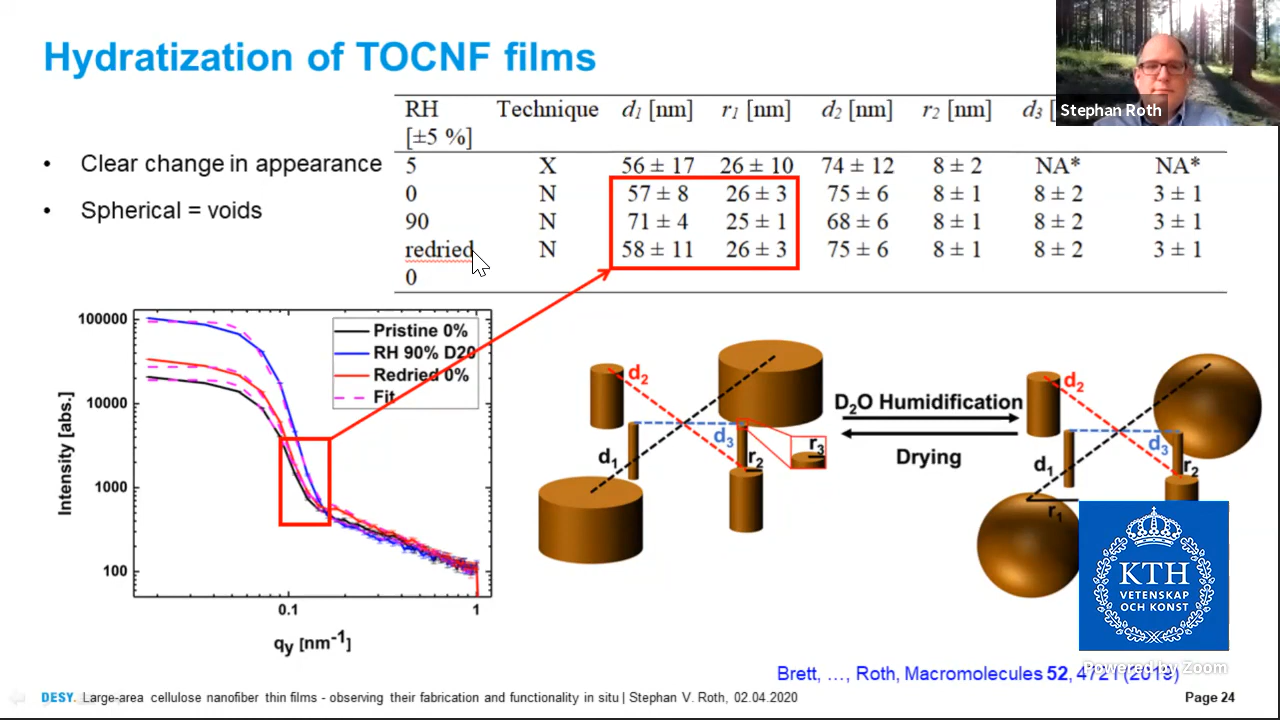 Hydratization of TOCNF films
Stephan Roth
• Clear change in appearance
• Spherical = voids
RH [±5 %] Technique d1 [nm] r1 [nm] d2 [nm] r2 [nm] d3 [
5 X 56 ± 17 26 ± 10 74 ± 12 8 ± 2 NA* NA*
0 N 57 ± 8 26 ± 3 75 ± 6 8 ± 1 8 ± 2 3 ± 1
90 N 71 ± 4 25 ± 1 68 ± 6 8 ± 1 8 ± 2 3 ± 1
redried N 58 ± 11 26 ± 3 75 ± 6 8 ± 1 8 ± 2 3 ± 1
0
Intensity [abs.]
100000
10000
1000
100
0.1
1
qy [nm-1]
Pristine 0%
RH 90% D20
Redried 0%
Fit
d2
d3
d1
r2
r3
D2O Humidification
Drying
d2
d3
d1
r2
r1
KTH
VETENSKAP
OCH KONST
Powered by Zoom
Brett, …, Roth, Macromolecules 52, (2019)
DESY. Large-area cellulose nanofiber thin films - observing their fabrication and functionality in situ | Stephan V. Roth, 02.04.2020
Page 24